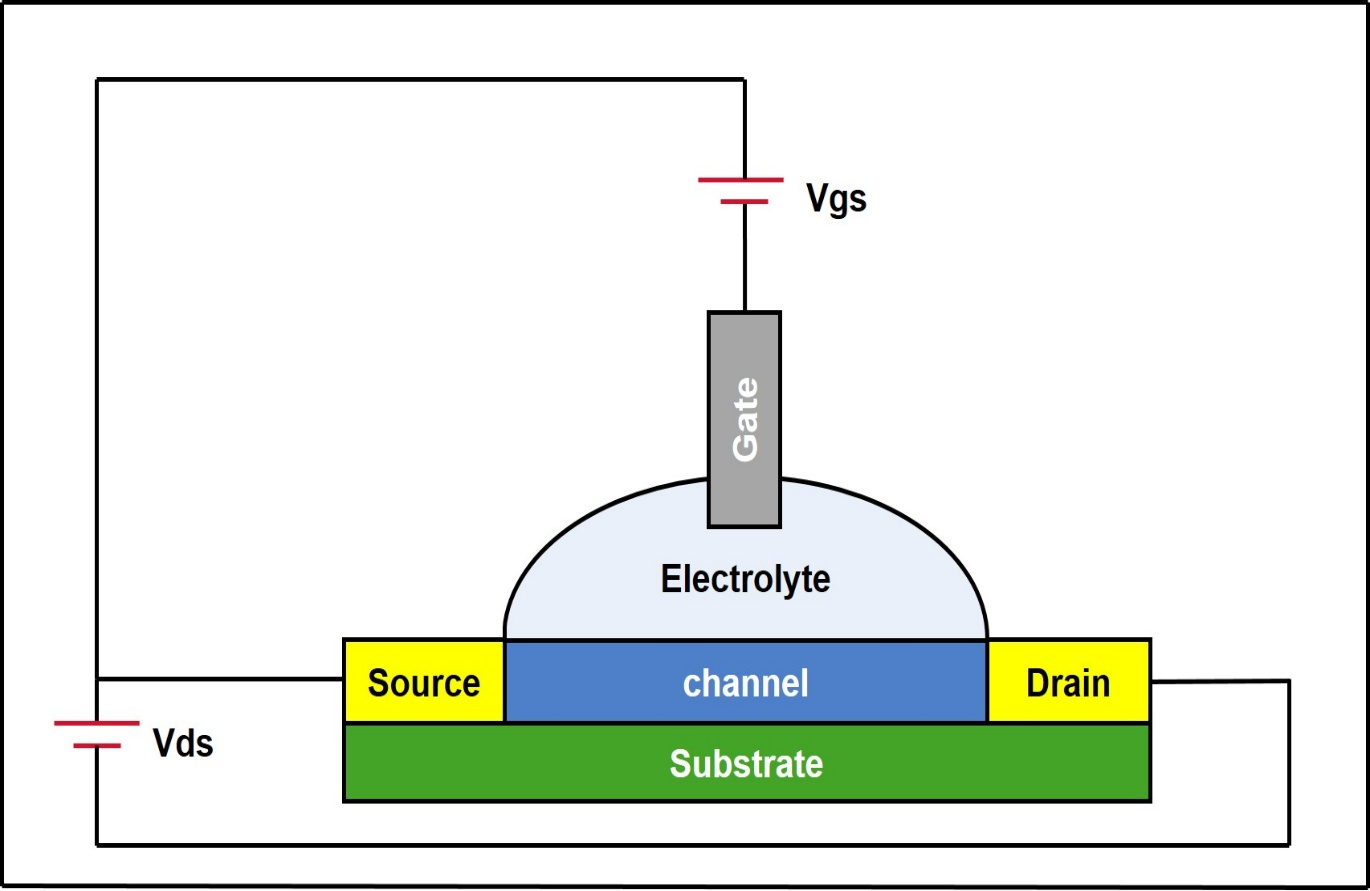 Vgs
Gate
Electrolyte
Source
channel
Drain
Vds
Substrate